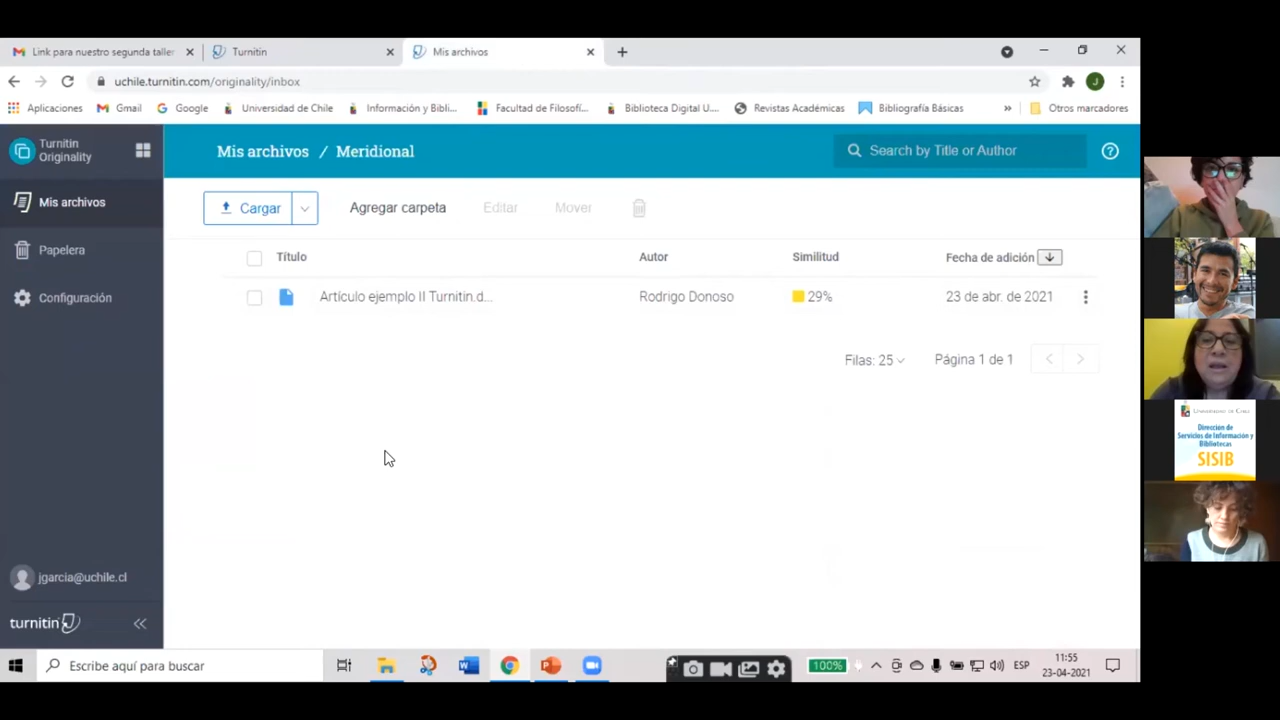 Link para nuestro segunda taller
Turnitin
Mis archivos
uchile.turnitin.com/originality/inbox
J
Aplicaciones
Gmail
Google
Universidad de Chile
Información y Bibli...
Facultad de Filosofí...
Biblioteca Digital U....
Revistas Académicas
Bibliografía Básicas
»
Otros marcadores
Turnitin
Originality
Mis archivos / Meridional
Search by Title or Author
Mis archivos
Cargar
Agregar carpeta
Editar
Mover
Papelera
Título
Autor
Similitud
Fecha de adición
Configuración
Artículo ejemplo II Turnitin.d...
Rodrigo Donoso
29%
23 de abr. de 2021
Filas: 25
Página 1 de 1
UNIVERSIDAD DE CHILE
Dirección de
Servicios de Información y
Bibliotecas
SISIB
jgarcia@uchile.cl
turnitin
Escribe aquí para buscar
100%
ESP
11:55
23-04-2021